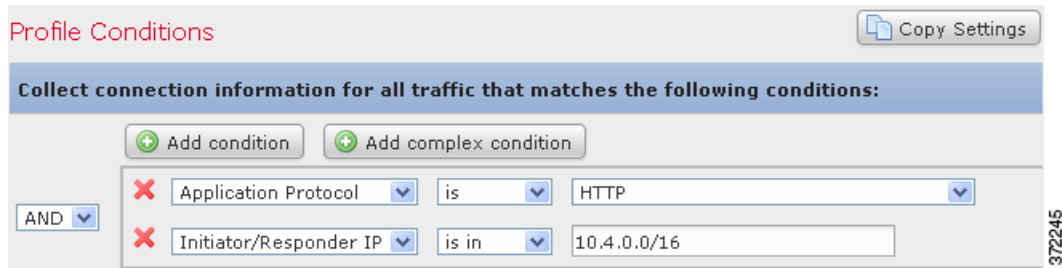 Profile Conditions
Copy Settings
Collect connection information for all traffic that matches the following conditions:
Add condition
Add complex condition
AND
Application Protocol is HTTP
Initiator/Responder IP is in 10.4.0.0/16
372245